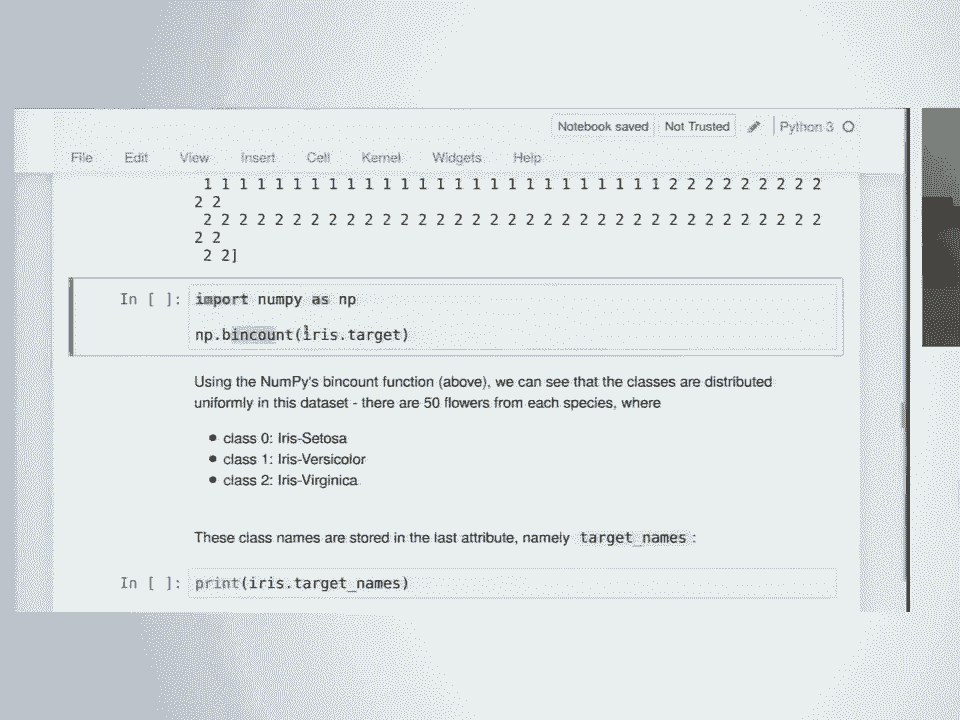 Notebook saved Not Trusted Python 3
File Edit View Insert Cell Kernel Widgets Help
1 1 1 1 1 1 1 1 1 1 1 1 1 1 1 1 1 1 1 1 1 1 1 1 1 1 2 2 2 2 2 2 2 2 2
2 2
2 2 2 2 2 2 2 2 2 2 2 2 2 2 2 2 2 2 2 2 2 2 2 2 2 2 2 2 2 2 2 2 2 2 2
2 2
2 2]
In [ ]: import numpy as np
np.bincount(iris.target)
Using the NumPy's bincount function (above), we can see that the classes are distributed
uniformly in this dataset - there are 50 flowers from each species, where
● class 0: Iris-Setosa
● class 1: Iris-Versicolor
● class 2: Iris-Virginica
These class names are stored in the last attribute, namely target_names :
In [ ]: print(iris.target_names)